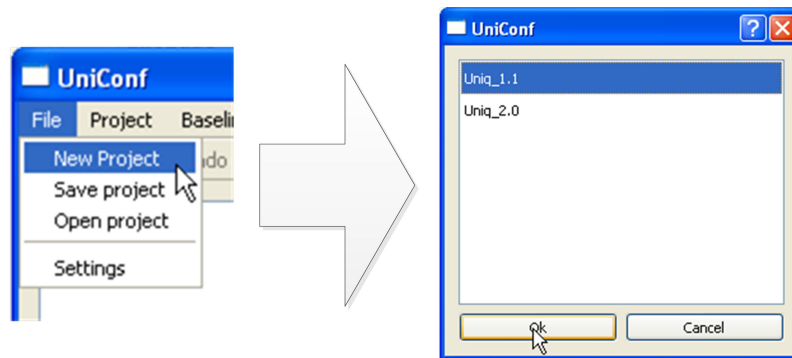 UniConf
File Project
New Project
Save project
Open project
Settings
UniConf
Uniq_1.1
Uniq_2.0
Ok Cancel